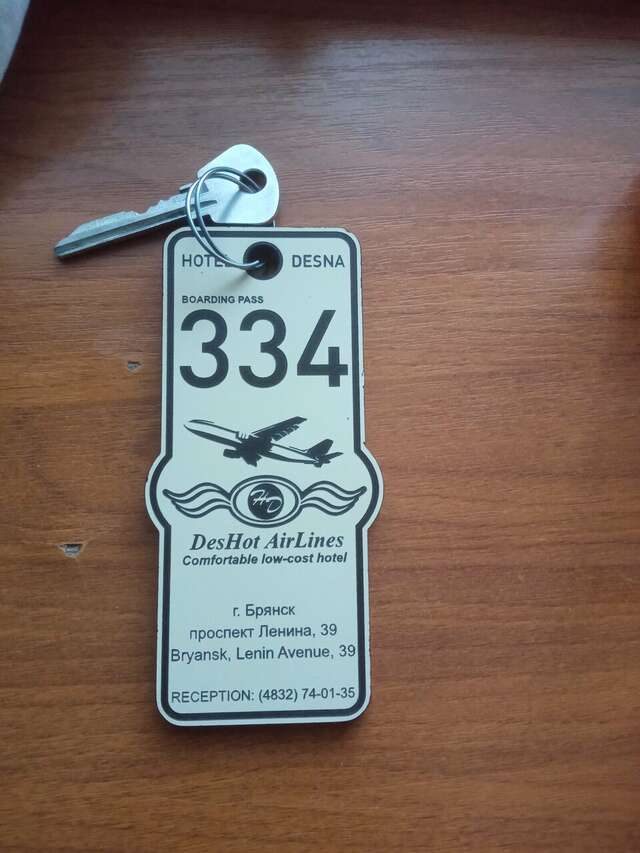 HOTEL DESNA
BOARDING PASS
334
HD
DesHot AirLines
Comfortable low-cost hotel
г. Брянск
проспект Ленина, 39
Bryansk, Lenin Avenue, 39
RECEPTION: (4832) 74-01-35